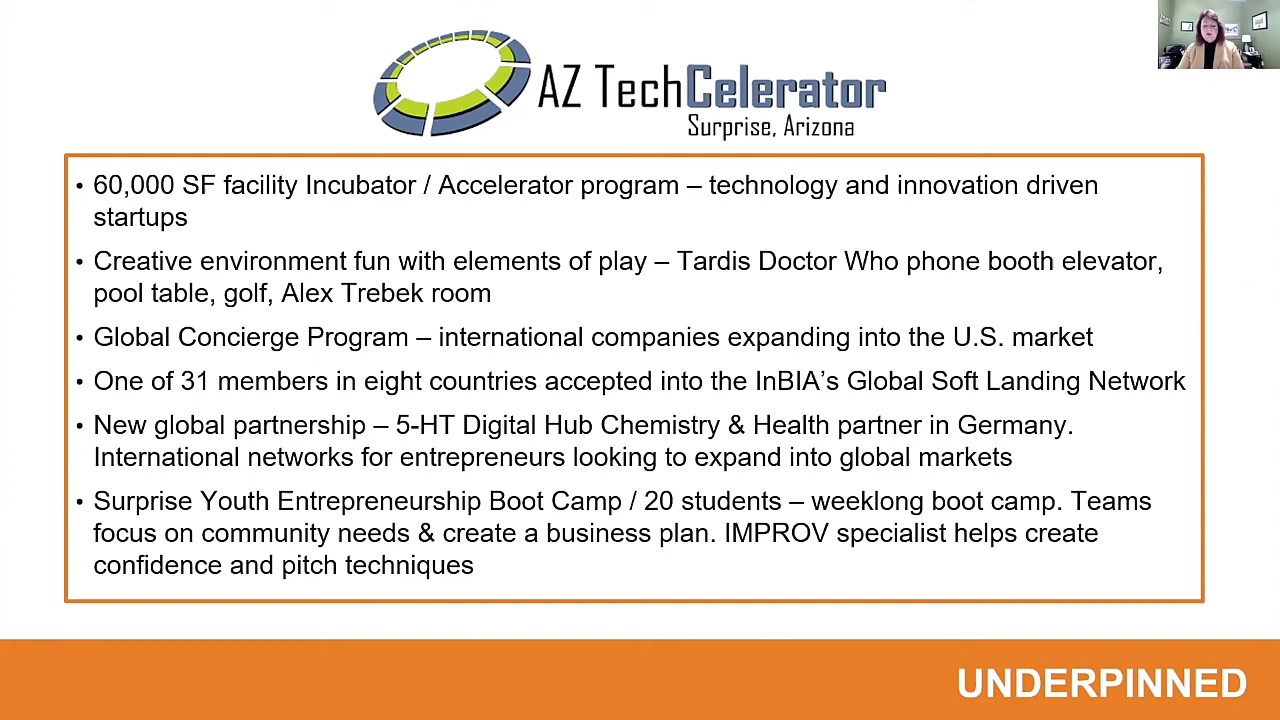 AZ TechCelerator
Surprise, Arizona
• 60,000 SF facility Incubator / Accelerator program – technology and innovation driven
startups
• Creative environment fun with elements of play – Tardis Doctor Who phone booth elevator,
pool table, golf, Alex Trebek room
• Global Concierge Program – international companies expanding into the U.S. market
• One of 31 members in eight countries accepted into the InBIA’s Global Soft Landing Network
• New global partnership – 5-HT Digital Hub Chemistry & Health partner in Germany.
International networks for entrepreneurs looking to expand into global markets
• Surprise Youth Entrepreneurship Boot Camp / 20 students – weeklong boot camp. Teams
focus on community needs & create a business plan. IMPROV specialist helps create
confidence and pitch techniques
UNDERPINNED